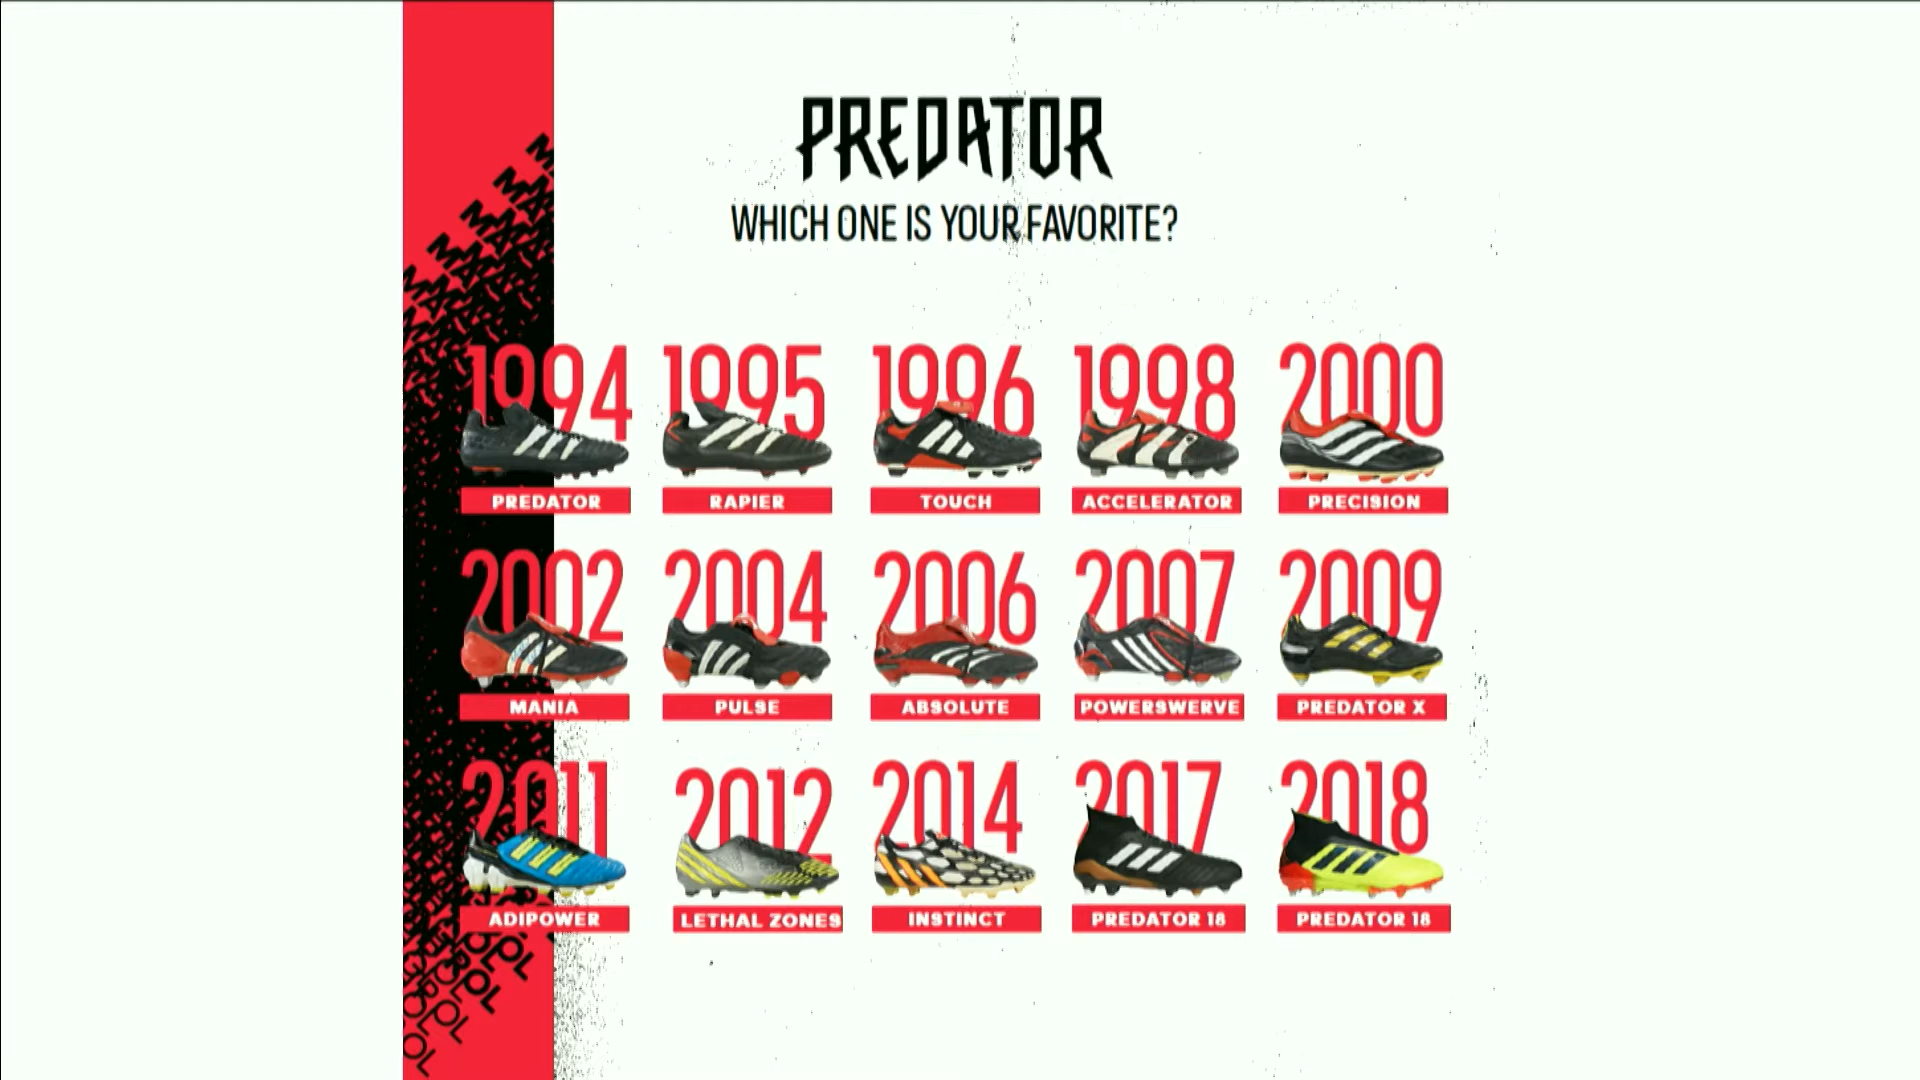 PREDATOR
WHICH ONE IS YOUR FAVORITE?
1994 1995 1996 1998 2000
PREDATOR RAPIER TOUCH ACCELERATOR PRECISION
2002 2004 2006 2007 2009
MANIA PULSE ABSOLUTE POWERSWERVE PREDATOR X
2011 2012 2014 2017 2018
ADIPOWER LETHAL ZONES INSTINCT PREDATOR 18 PREDATOR 18